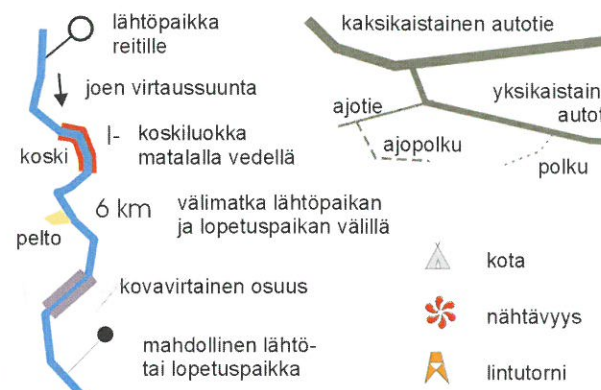 lähtöpaikka
reitille
joen virtaussuunta
I-
koskiluokka
matalalla vedellä
koski
6 km
välimatka lähtöpaikan
ja lopetuspaikan välillä
pelto
kovavirtainen osuus
mahdollinen lähtö-
tai lopetuspaikka
kaksikaistainen autotie
ajotie
yksikaistain
autot
ajopolku
polku
kota
nähtävyys
lintutorni